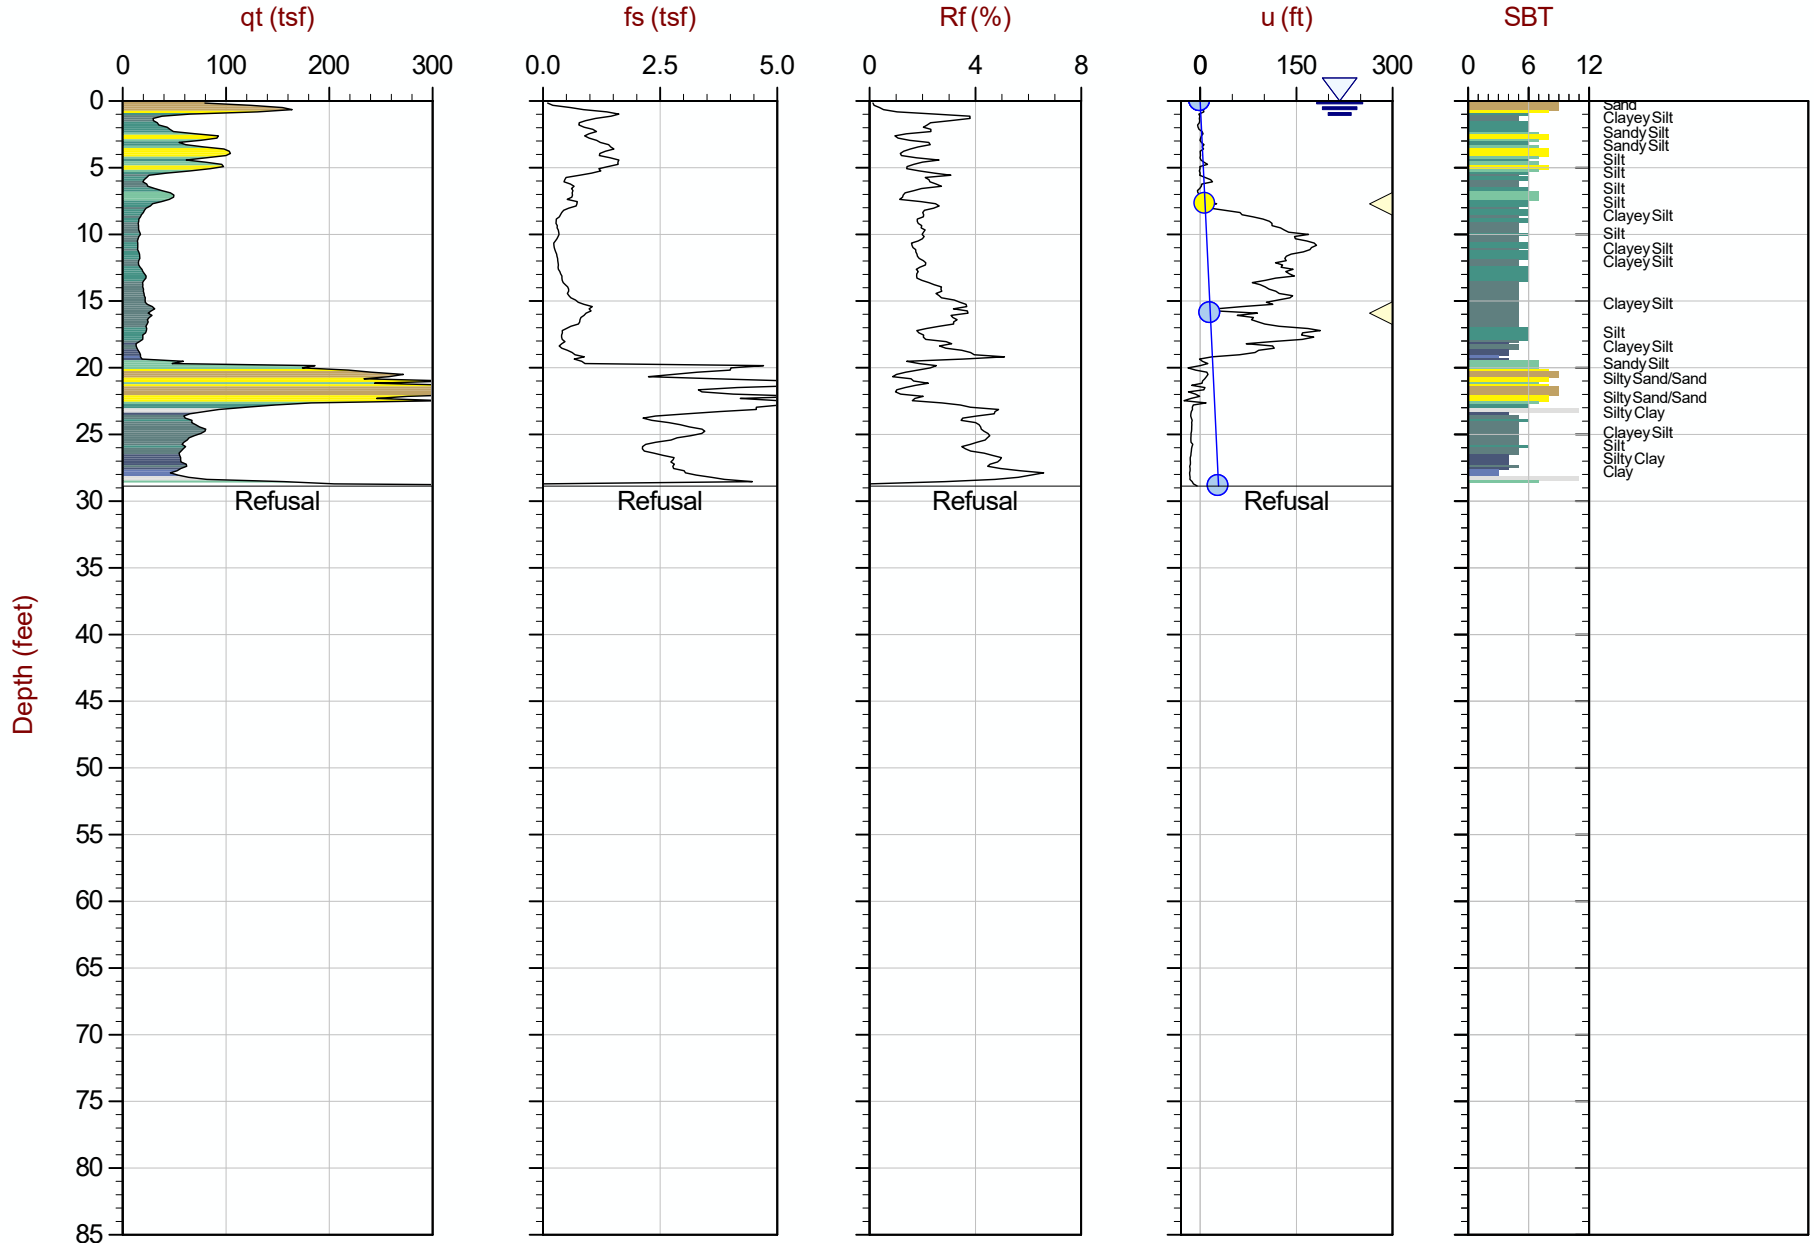 qt (tsf) fs (tsf) Rf (%) u (ft) SBT
0 100 200 300 0.0 2.5 5.0 0 4 8 0 150 300 0 6 12
0
5
10
15
20
25
30
35
40
45
50
55
60
65
70
75
80
85
Depth (feet)
Refusal Refusal Refusal Refusal
Sand
Clayey Silt
Sandy Silt
Sandy Silt
Silt
Silt
Silt
Silt
Clayey Silt
Silt
Clayey Silt
Clayey Silt
Clayey Silt
Silt
Clayey Silt
Sandy Silt
Silty Sand/Sand
Silty Sand/Sand
Silty Clay
Clayey Silt
Silt
Silty Clay
Clay